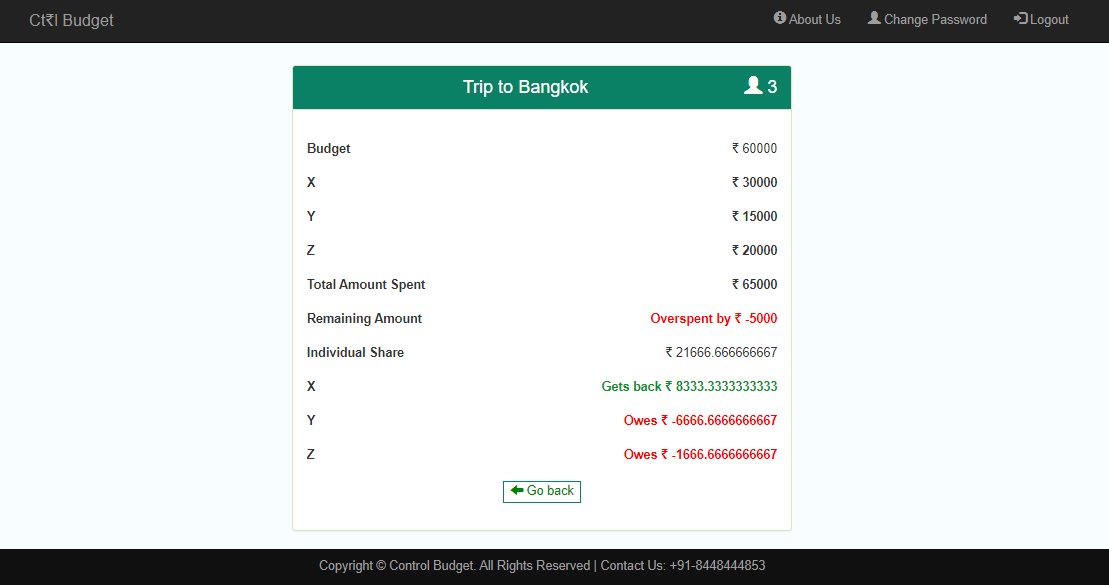 Ct₹l Budget
About Us Change Password Logout
Trip to Bangkok 3
Budget ₹ 60000
X ₹ 30000
Y ₹ 15000
Z ₹ 20000
Total Amount Spent ₹ 65000
Remaining Amount Overspent by ₹ -5000
Individual Share ₹ 21666.666666667
X Gets back ₹ 8333.3333333333
Y Owes ₹ -6666.6666666667
Z Owes ₹ -1666.6666666667
Go back
Copyright © Control Budget. All Rights Reserved | Contact Us: +91-8448444853